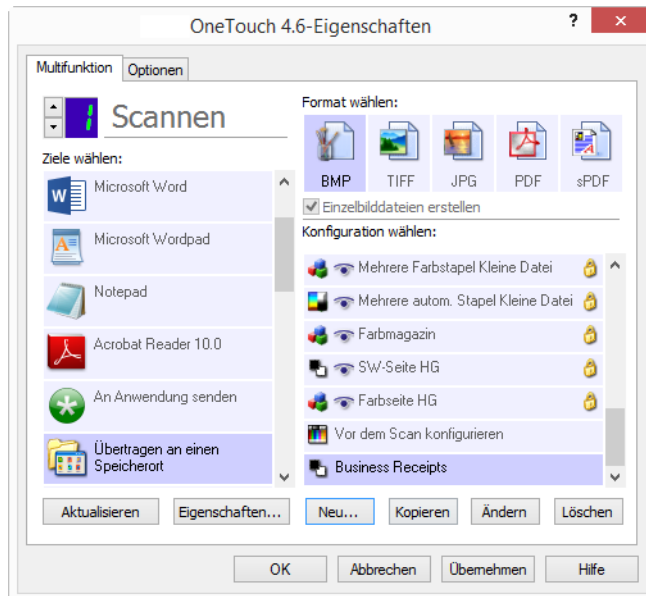 OneTouch 4.6-Eigenschaften
?
Multifunktion
Optionen
1
Scannen
Ziele wählen:
W
Microsoft Word
Microsoft Wordpad
Notepad
Acrobat Reader 10.0
An Anwendung senden
Übertragen an einen
Speicherort
Format wählen:
BMP
TIFF
JPG
PDF
sPDF
Einzelbilddateien erstellen
Konfiguration wählen:
Mehrere Farbstapel Kleine Datei
Mehrere autom. Stapel Kleine Datei
Farbmagazin
SW-Seite HG
Farbseite HG
Vor dem Scan konfigurieren
Business Receipts
Aktualisieren
Eigenschaften...
Neu...
Kopieren
Ändern
Löschen
OK
Abbrechen
Übernehmen
Hilfe